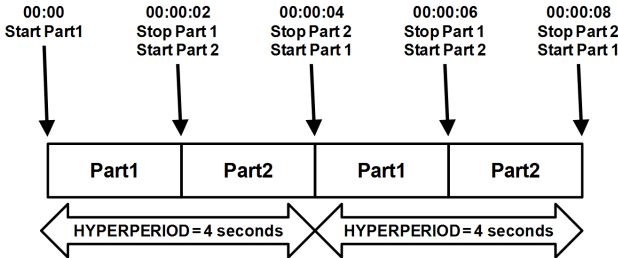 00:00
Start Part1
00:00:02
Stop Part 1
Start Part 2
00:00:04
Stop Part 2
Start Part 1
00:00:06
Stop Part 1
Start Part 2
00:00:08
Stop Part 2
Start Part 1
Part1
Part2
Part1
Part2
HYPERPERIOD = 4 seconds
HYPERPERIOD = 4 seconds